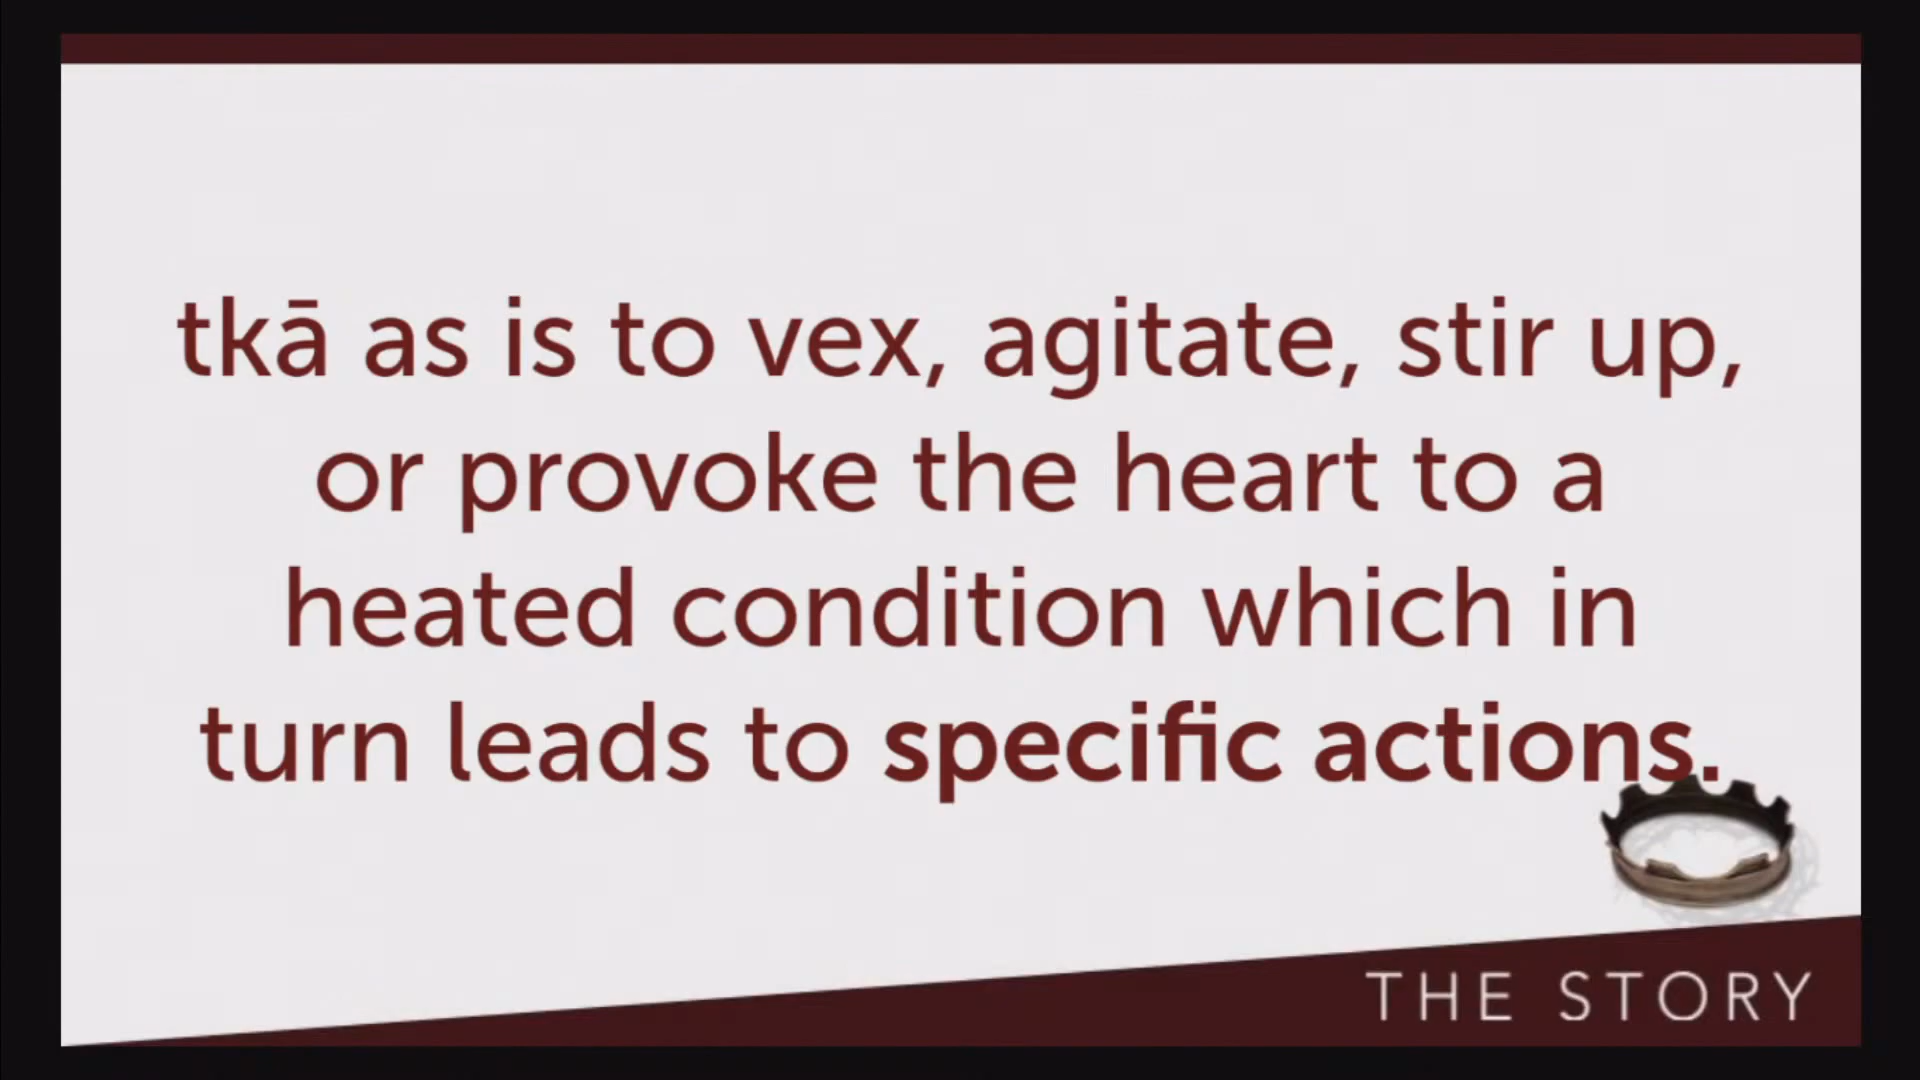 tkā as is to vex, agitate, stir up,
or provoke the heart to a
heated condition which in
turn leads to specific actions.
THE STORY